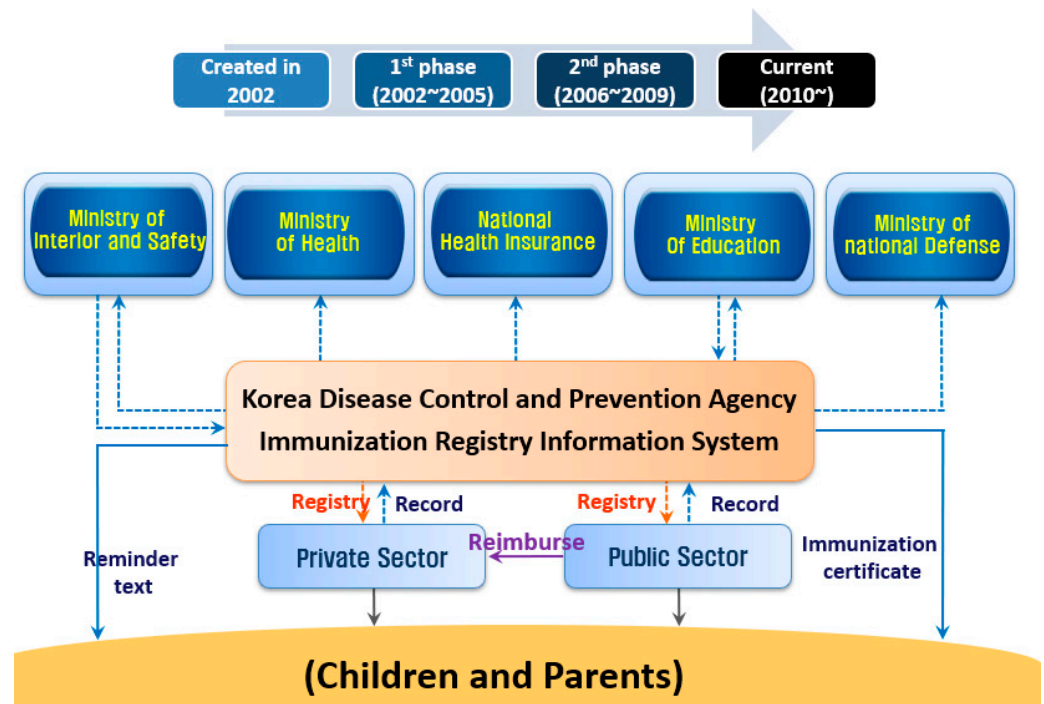 Created in
2002
1st phase
(2002~2005)
2nd phase
(2006~2009)
Current
(2010~)
Ministry of
Interior and Safety
Ministry
of Health
National
Health Insurance
Ministry
Of Education
Ministry of
national Defense
Korea Disease Control and Prevention Agency
Immunization Registry Information System
Registry
Record
Registry
Record
Reminder
text
Private Sector
Reimburse
Public Sector
Immunization
certificate
(Children and Parents)